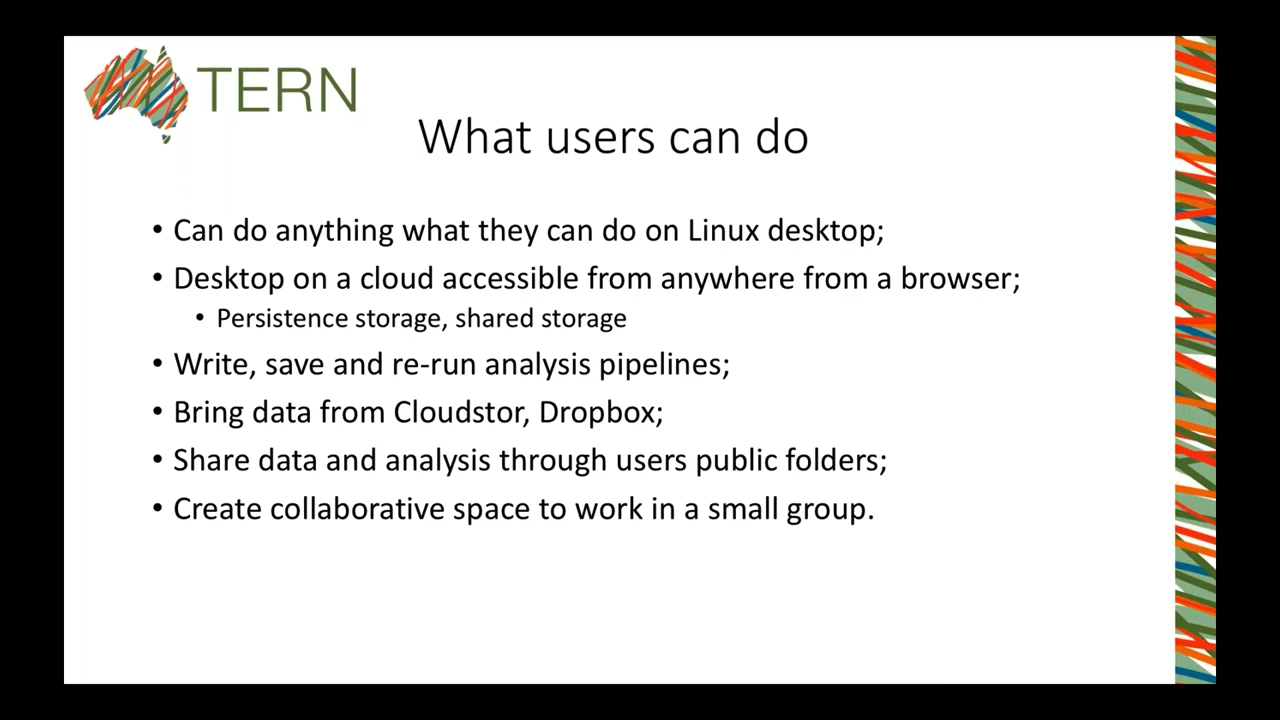 TERN
What users can do
• Can do anything what they can do on Linux desktop;
• Desktop on a cloud accessible from anywhere from a browser;
• Persistence storage, shared storage
• Write, save and re-run analysis pipelines;
• Bring data from Cloudstor, Dropbox;
• Share data and analysis through users public folders;
• Create collaborative space to work in a small group.